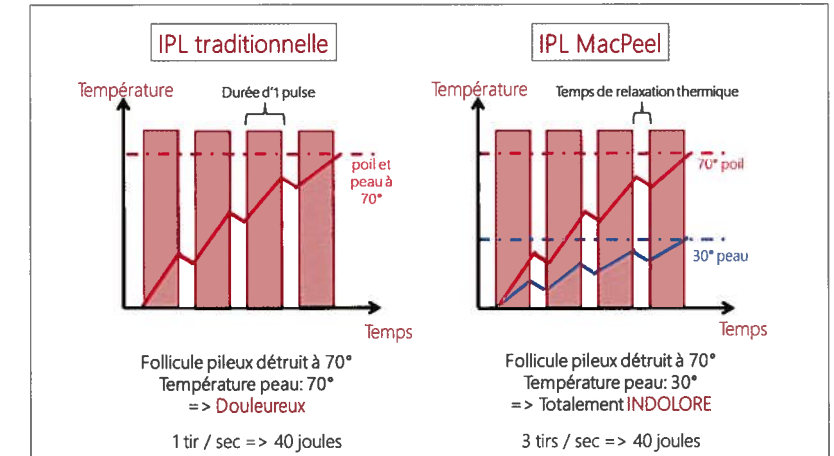 IPL traditionnelle
Température
Durée d'1 pulse
poil et
peau à
70°
Temps
Follicule pileux détruit à 70°
Température peau: 70°
=> Douleureux
1 tir / sec => 40 joules
IPL MacPeel
Température
Temps de relaxation thermique
70° poil
30° peau
Temps
Follicule pileux détruit à 70°
Température peau: 30°
=> Totalement INDOLORE
3 tirs / sec => 40 joules